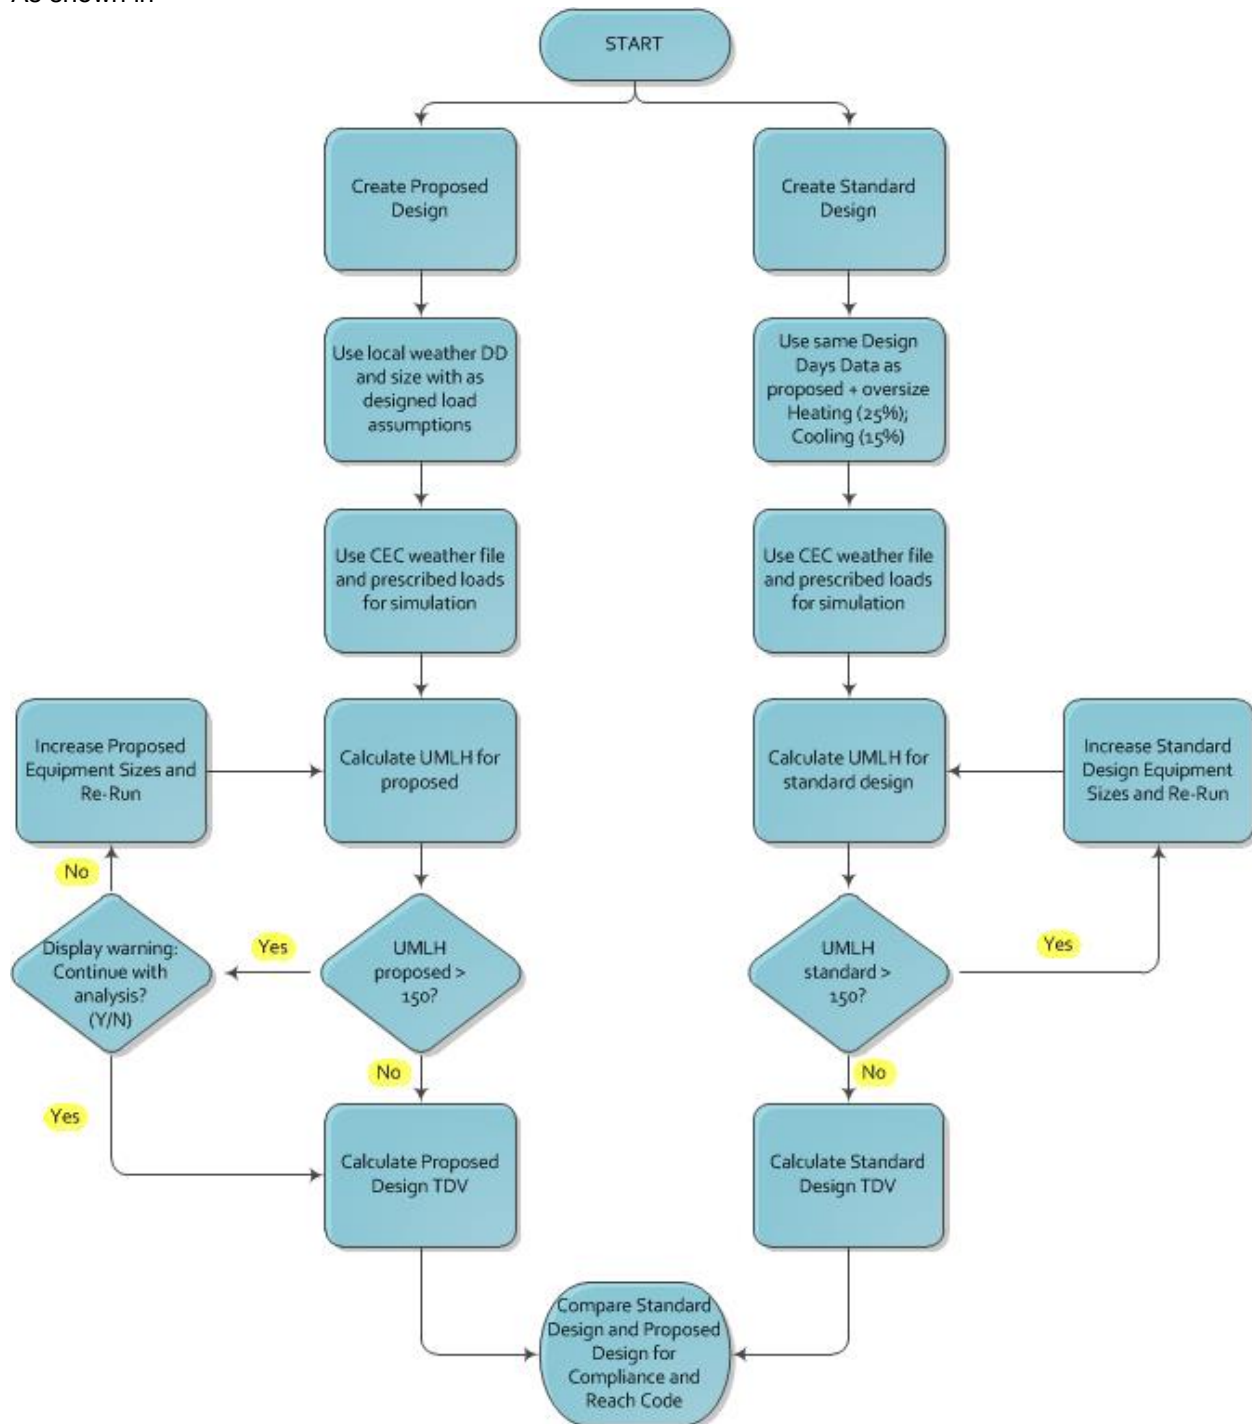 As shown in
START
Create Proposed
Design
Create Standard
Design
Use local weather DD
and size with as
designed load
assumptions
Use same Design
Days Data as
proposed + oversize
Heating (25%);
Cooling (15%)
Use CEC weather file
and prescribed loads
for simulation
Use CEC weather file
and prescribed loads
for simulation
Increase Proposed
Equipment Sizes and
Re-Run
Calculate UMLH for
proposed
Calculate UMLH for
standard design
Increase Standard
Design Equipment
Sizes and Re-Run
No
Display warning:
Continue with
analysis?
(Y/N)
Yes
UMLH
proposed >
150?
UMLH
standard >
150?
Yes
No
No
Yes
Calculate Proposed
Design TDV
Calculate Standard
Design TDV
Compare Standard
Design and Proposed
Design for
Compliance and
Reach Code